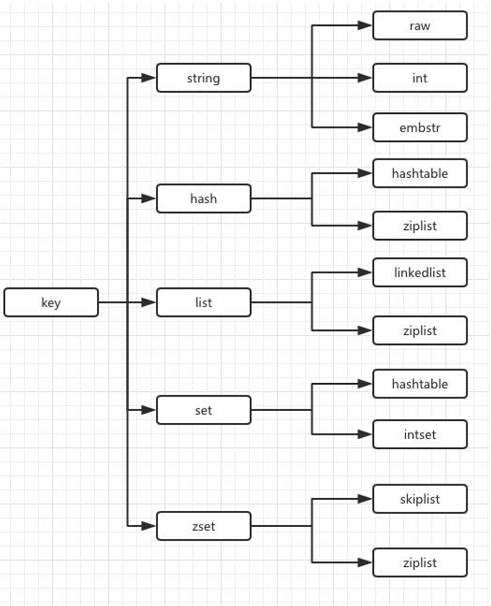 raw
string
int
embstr
hashtable
hash
ziplist
linkedlist
key
list
ziplist
hashtable
set
intset
skiplist
zset
ziplist